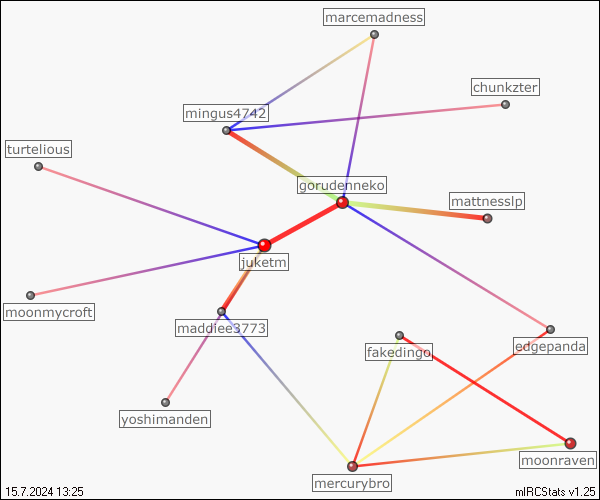 marcemadness
chunkzter
mingus4742
turtelious
gorudenneko
mattnesslp
juketm
moonmycroft
maddiee3773
edgepanda
fakedingo
yoshimanden
moonraven
mercurybro
15.7.2024 13:25
mIRCStats v1.25